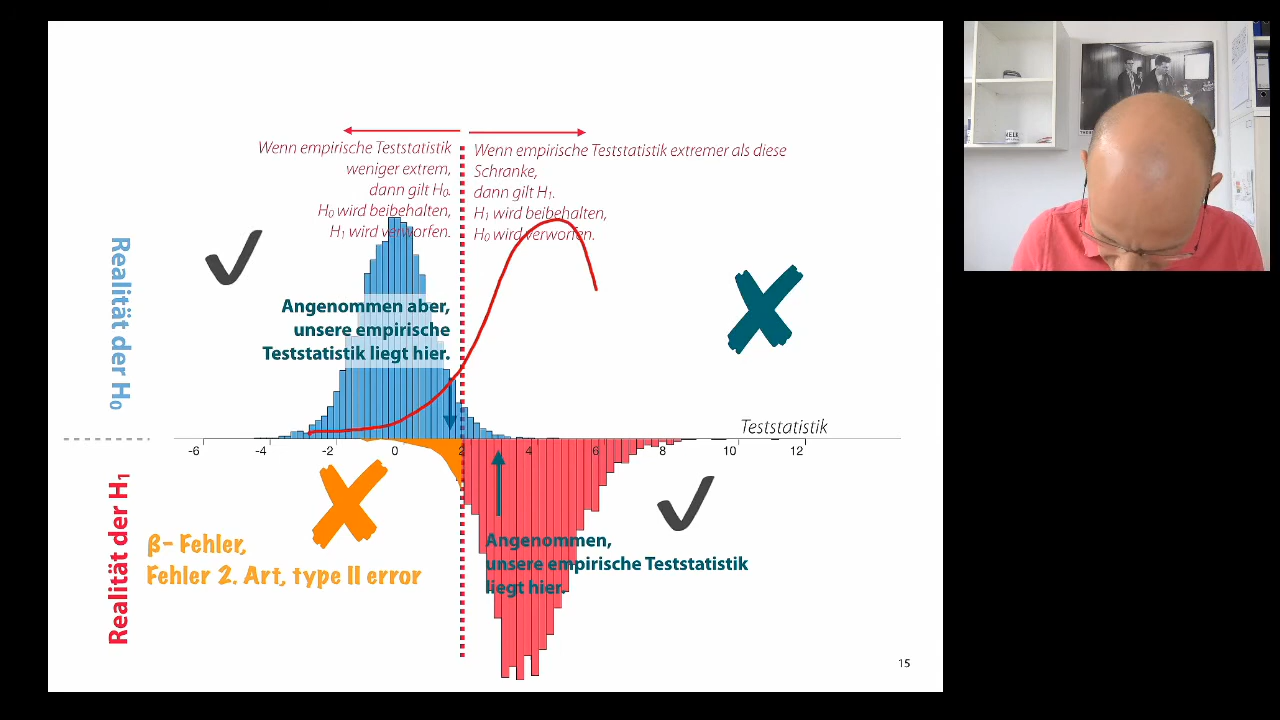 Wenn empirische Teststatistik
weniger extrem,
dann gilt H₀.
H₀ wird beibehalten,
H₁ wird verworfen.
Wenn empirische Teststatistik extremer als diese
Schranke,
dann gilt H₁.
H₁ wird beibehalten,
H₀ wird verworfen.
Realität der H₀
Angenommen aber,
unsere empirische
Teststatistik liegt hier.
Teststatistik
-6 -4 -2 0 2 4 6 8 10 12
Realität der H₁
β- Fehler,
Fehler 2. Art, type II error
Angenommen,
unsere empirische Teststatistik
liegt hier.
15